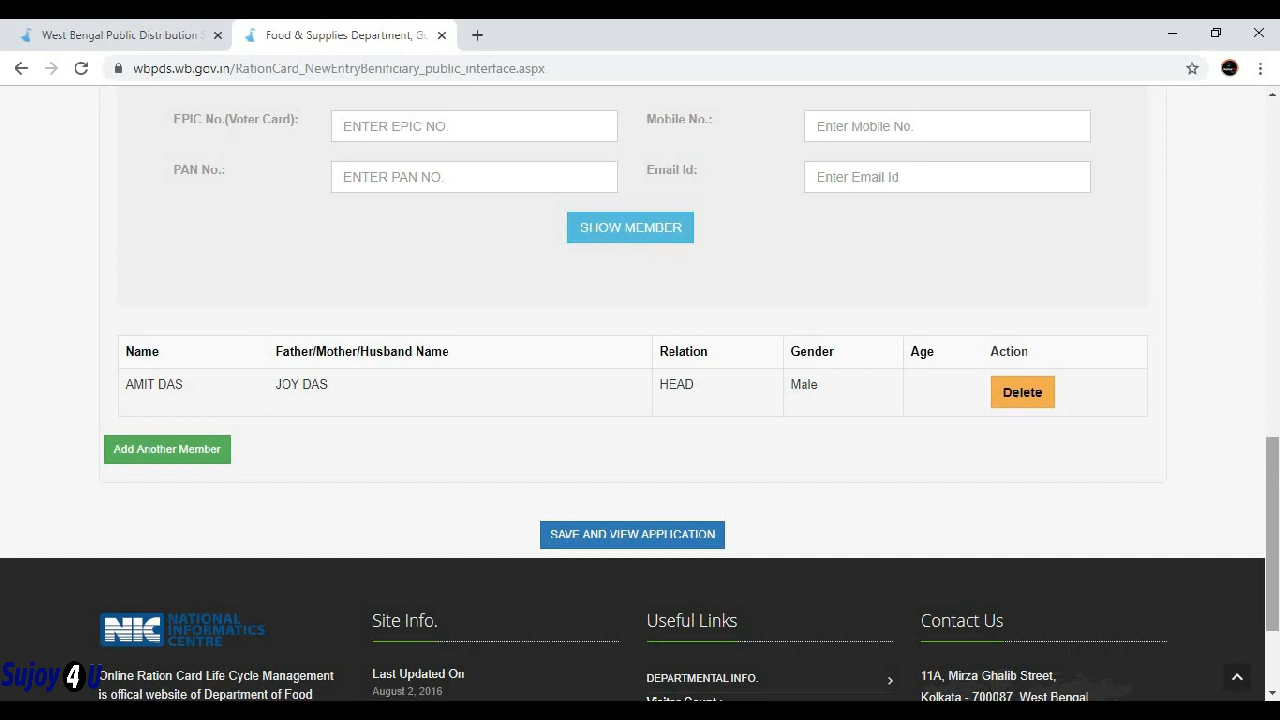 West Bengal Public Distribution S
Food & Supplies Department, Go
wbpds.wb.gov.in/RationCard_NewEntryBenificiary_public_interface.aspx
EPIC No.(Voter Card): ENTER EPIC NO. Mobile No.: Enter Mobile No.
PAN No.: ENTER PAN NO. Email Id: Enter Email Id
SHOW MEMBER
Name Father/Mother/Husband Name Relation Gender Age Action
AMIT DAS JOY DAS HEAD Male Delete
Add Another Member
SAVE AND VIEW APPLICATION
NIC NATIONAL INFORMATICS CENTRE
Online Ration Card Life Cycle Management
is offical website of Department of Food
Site Info.
Last Updated On
August 2, 2016
Useful Links
DEPARTMENTAL INFO.
Contact Us
11A, Mirza Ghalib Street,
Kolkata - 700087, West Bengal
Sujoy 4 U